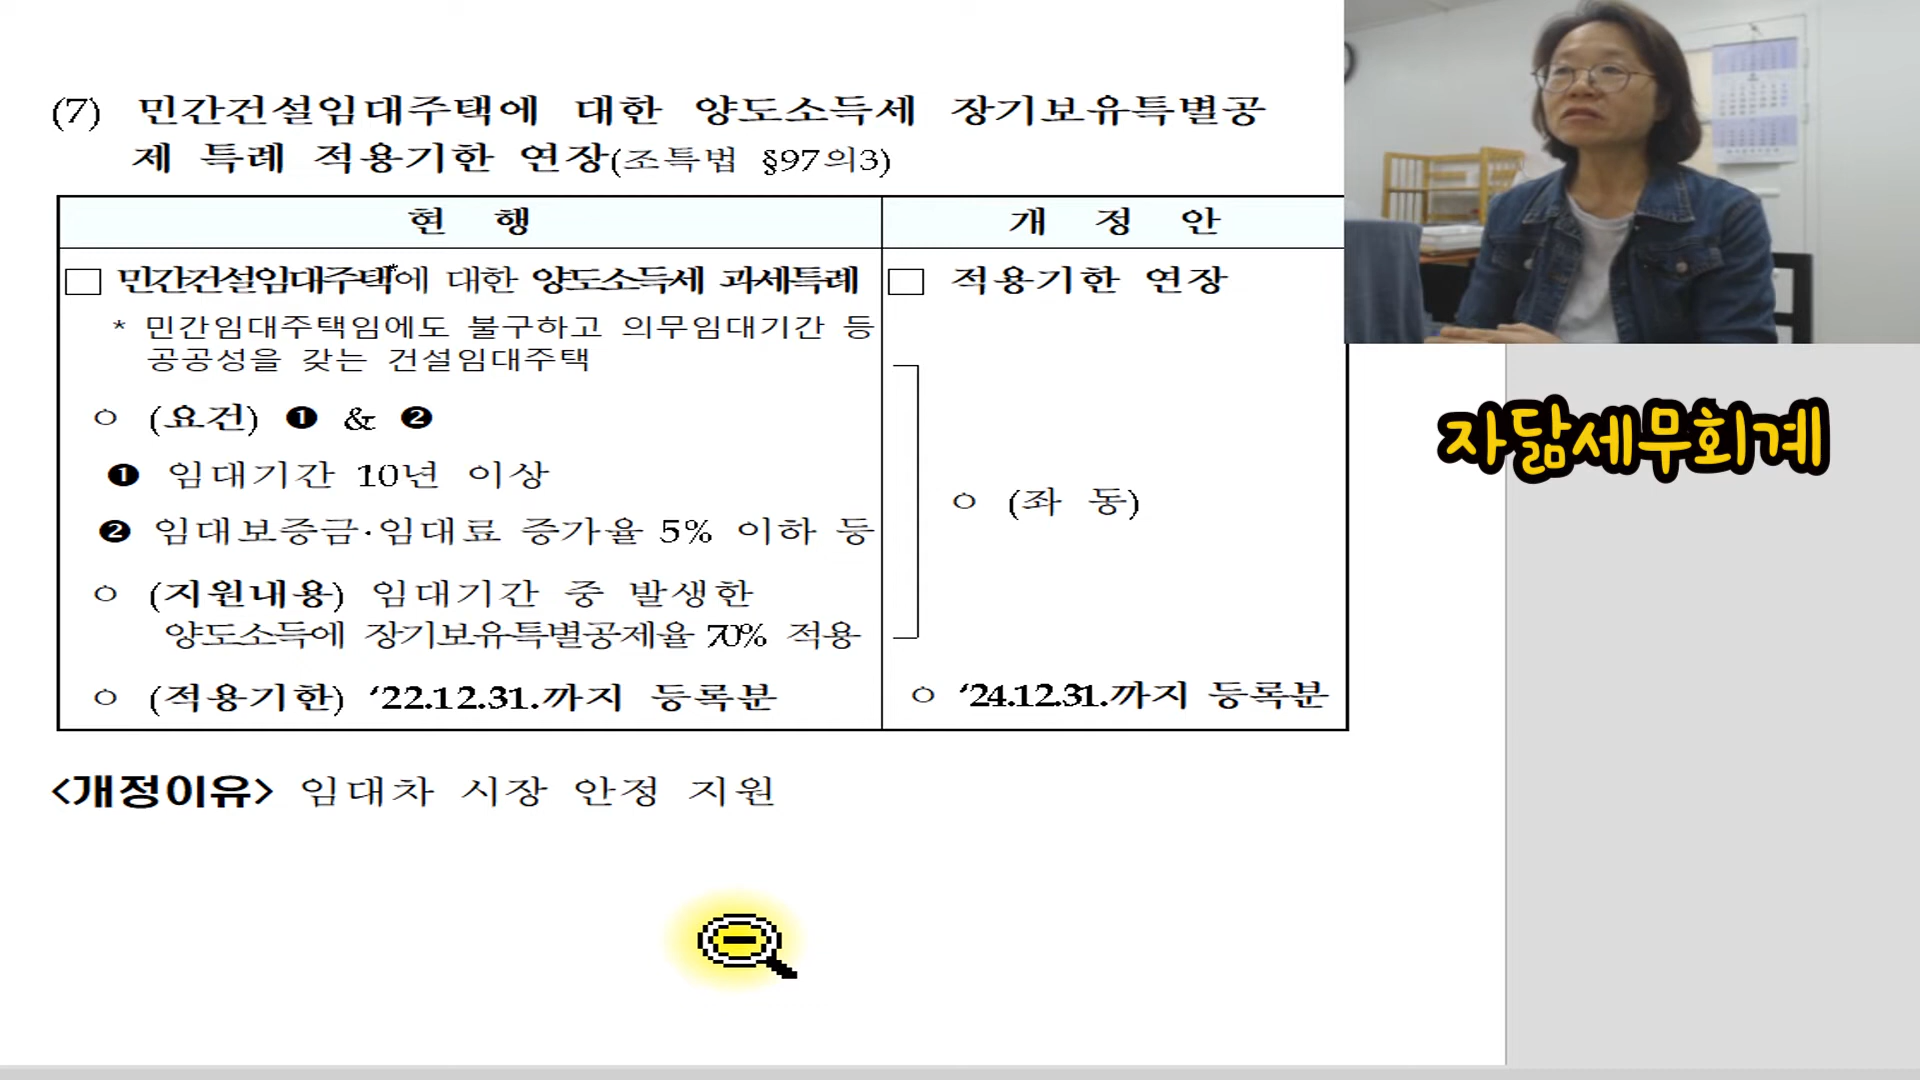 (7) 민간건설임대주택에 대한 양도소득세 장기보유특별공
제 특례 적용기한 연장(조특법 §97의3)
현 행
개 정 안
□ 민간건설임대주택*에 대한 양도소득세 과세특례
* 민간임대주택임에도 불구하고 의무임대기간 등
공공성을 갖는 건설임대주택
○ (요건) ❶ & ❷
❶ 임대기간 10년 이상
❷ 임대보증금·임대료 증가율 5% 이하 등
○ (지원내용) 임대기간 중 발생한
양도소득에 장기보유특별공제율 70% 적용
○ (적용기한) ‘22.12.31.까지 등록분
□ 적용기한 연장
○ (좌 동)
○ ‘24.12.31.까지 등록분
<개정이유> 임대차 시장 안정 지원
자닮세무회계